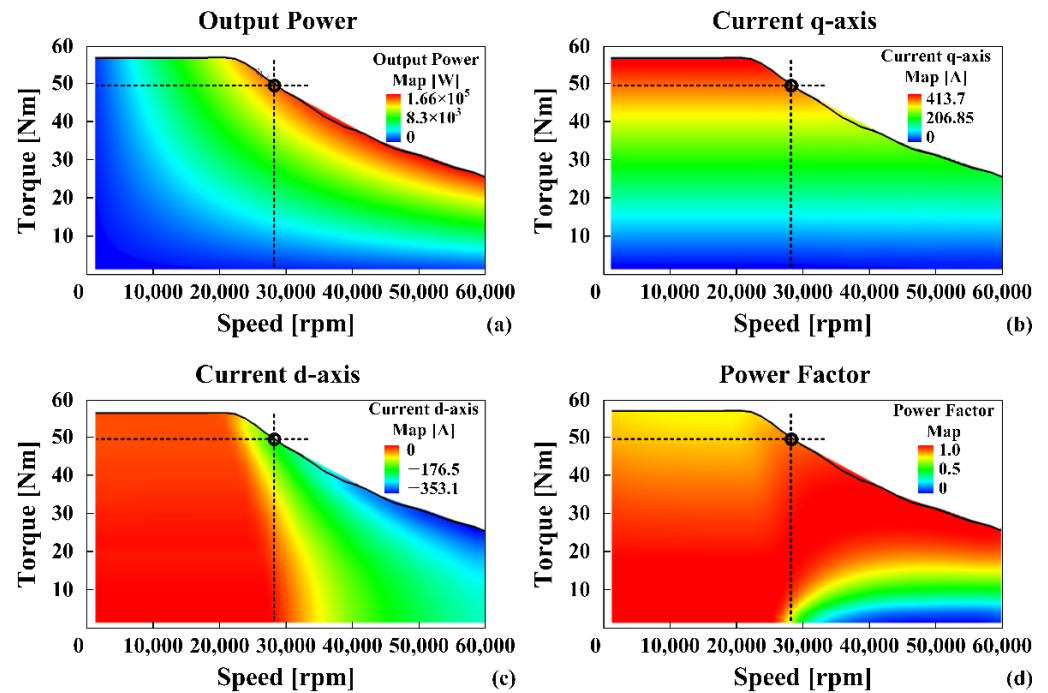 Output Power
60
50
40
30
20
10
Torque [Nm]
Output Power
Map [W]
1.66×10⁵
8.3×10³
0
0 10,000 20,000 30,000 40,000 50,000 60,000
Speed [rpm]
(a)
Current q-axis
60
50
40
30
20
10
Torque [Nm]
Current q-axis
Map [A]
413.7
206.85
0
0 10,000 20,000 30,000 40,000 50,000 60,000
Speed [rpm]
(b)
Current d-axis
60
50
40
30
20
10
Torque [Nm]
Current d-axis
Map [A]
0
−176.5
−353.1
0 10,000 20,000 30,000 40,000 50,000 60,000
Speed [rpm]
(c)
Power Factor
60
50
40
30
20
10
Torque [Nm]
Power Factor
Map
1.0
0.5
0
0 10,000 20,000 30,000 40,000 50,000 60,000
Speed [rpm]
(d)